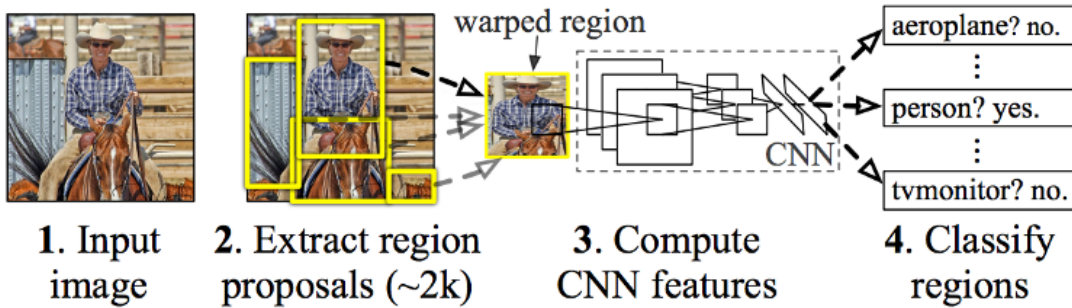 warped region
aeroplane? no.
person? yes.
CNN
tvmonitor? no.
1. Input
image
2. Extract region
proposals (~2k)
3. Compute
CNN features
4. Classify
regions